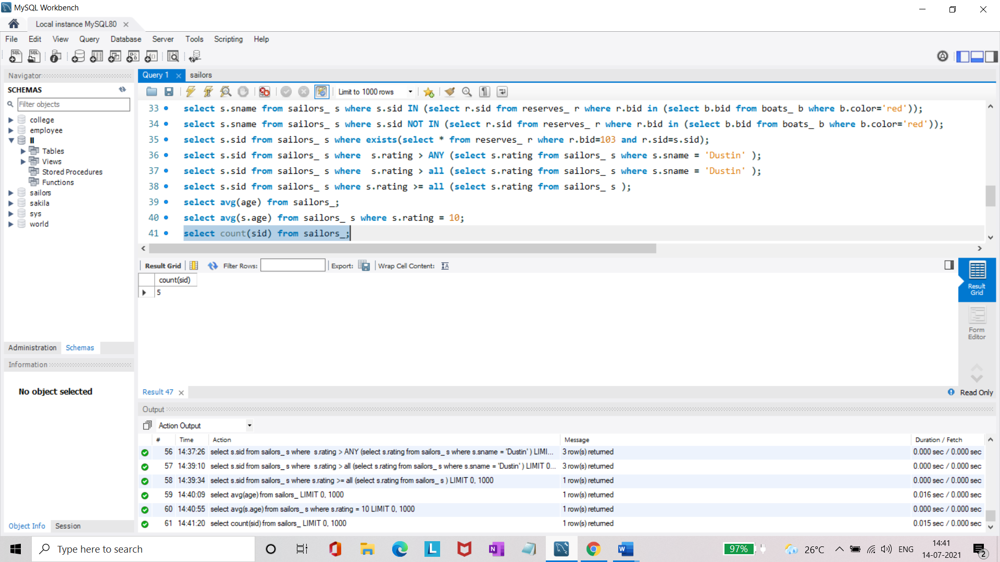 MySQL Workbench
Local instance MySQL80
File Edit View Query Database Server Tools Scripting Help
Navigator
SCHEMAS
Filter objects
college
employee
ll
Tables
Views
Stored Procedures
Functions
sailors
sakila
sys
world
Administration Schemas
Information
No object selected
Object Info Session
Query 1 sailors
Limit to 1000 rows
33 select s.sname from sailors_ s where s.sid IN (select r.sid from reserves_ r where r.bid in (select b.bid from boats_ b where b.color='red'));
34 select s.sname from sailors_ s where s.sid NOT IN (select r.sid from reserves_ r where r.bid in (select b.bid from boats_ b where b.color='red'));
35 select s.sid from sailors_ s where exists(select * from reserves_ r where r.bid=103 and r.sid=s.sid);
36 select s.sid from sailors_ s where  s.rating > ANY (select s.rating from sailors_ s where s.sname = 'Dustin' );
37 select s.sid from sailors_ s where  s.rating > all (select s.rating from sailors_ s where s.sname = 'Dustin' );
38 select s.sid from sailors_ s where s.rating >= all (select s.rating from sailors_ s );
39 select avg(age) from sailors_;
40 select avg(s.age) from sailors_ s where s.rating = 10;
41 select count(sid) from sailors_;
Result Grid Filter Rows: Export: Wrap Cell Content:
count(sid)
5
Result Grid
Form Editor
Result 47
Read Only
Output
Action Output
# Time Action Message Duration / Fetch
56 14:37:26 select s.sid from sailors_ s where  s.rating > ANY (select s.rating from sailors_ s where s.sname = 'Dustin' ) LIMI... 3 row(s) returned 0.000 sec / 0.000 sec
57 14:39:10 select s.sid from sailors_ s where  s.rating > all (select s.rating from sailors_ s where s.sname = 'Dustin' ) LIMIT 0... 3 row(s) returned 0.000 sec / 0.000 sec
58 14:39:34 select s.sid from sailors_ s where s.rating >= all (select s.rating from sailors_ s ) LIMIT 0, 1000 1 row(s) returned 0.000 sec / 0.000 sec
59 14:40:09 select avg(age) from sailors_ LIMIT 0, 1000 1 row(s) returned 0.016 sec / 0.000 sec
60 14:40:55 select avg(s.age) from sailors_ s where s.rating = 10 LIMIT 0, 1000 1 row(s) returned 0.000 sec / 0.000 sec
61 14:41:20 select count(sid) from sailors_ LIMIT 0, 1000 1 row(s) returned 0.015 sec / 0.000 sec
Type here to search
97%
26°C
ENG
14:41
14-07-2021
2